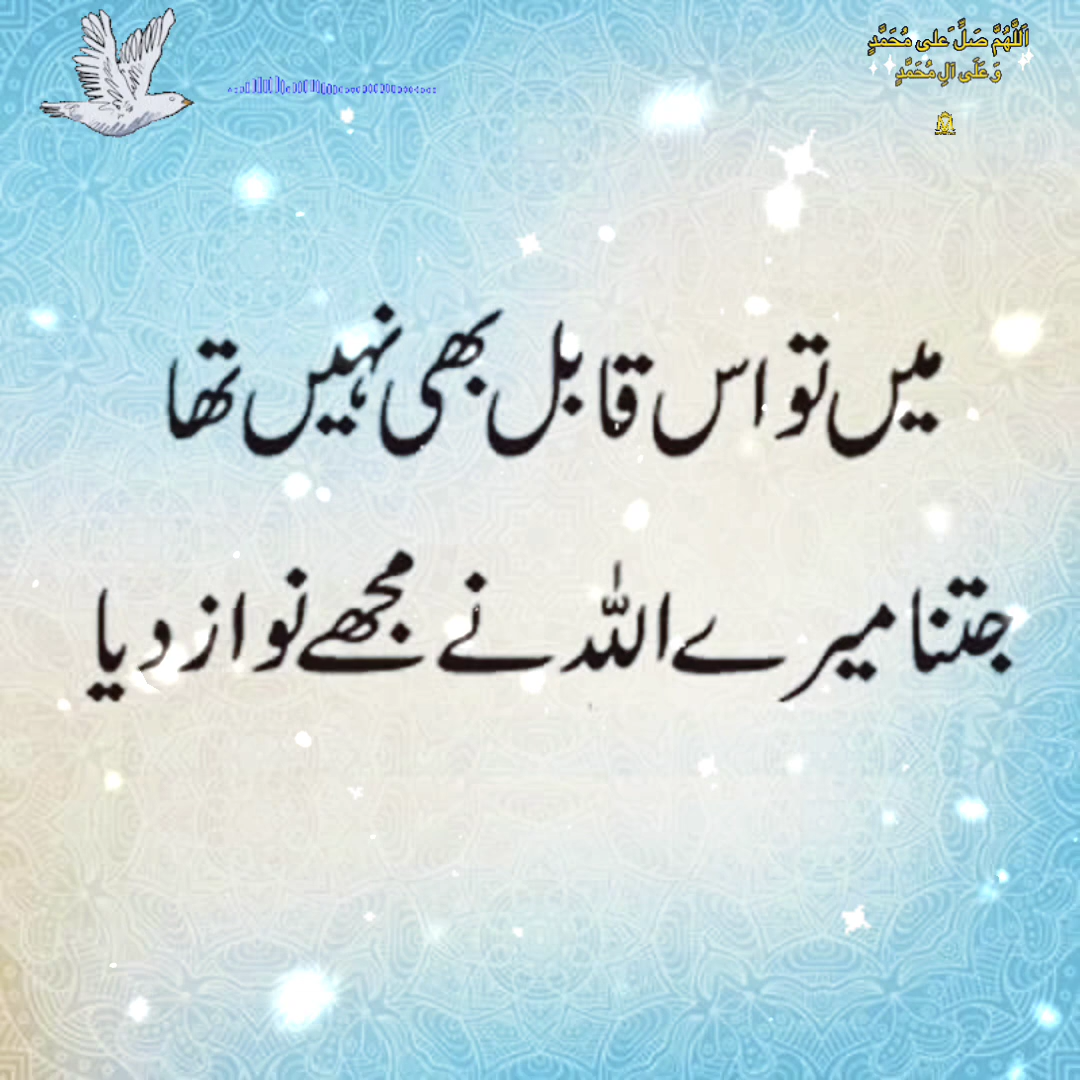 اَللّٰهُمَّ صَلِّ عَلٰى مُحَمَّدٍ
وَ عَلَى اٰلِ مُحَمَّدٍ
میں تو اس قابل بھی نہیں تھا
جتنا میرے اللہ نے مجھے نواز دیا